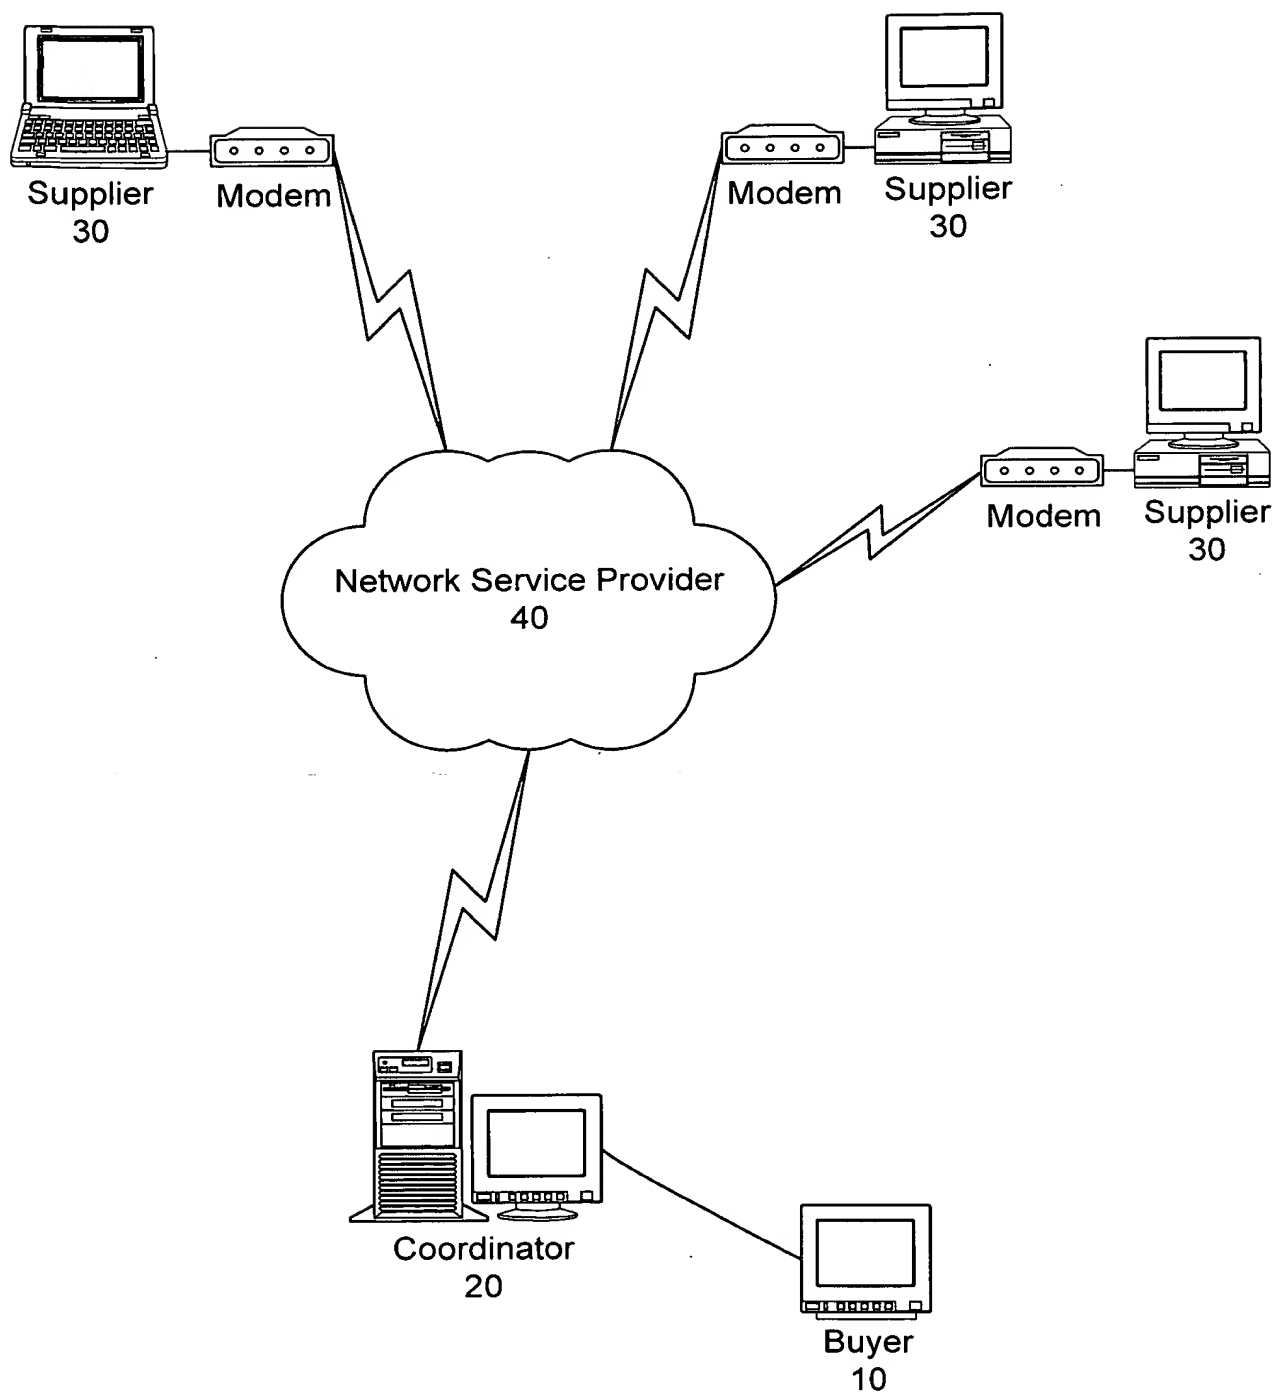 Supplier
30
Modem
Modem
Supplier
30
Modem
Supplier
30
Network Service Provider
40
Coordinator
20
Buyer
10